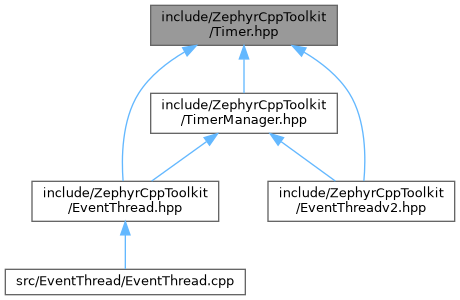 include/ZephyrCppToolkit
/Timer.hpp
include/ZephyrCppToolkit
/TimerManager.hpp
include/ZephyrCppToolkit
/EventThread.hpp
include/ZephyrCppToolkit
/EventThreadv2.hpp
src/EventThread/EventThread.cpp